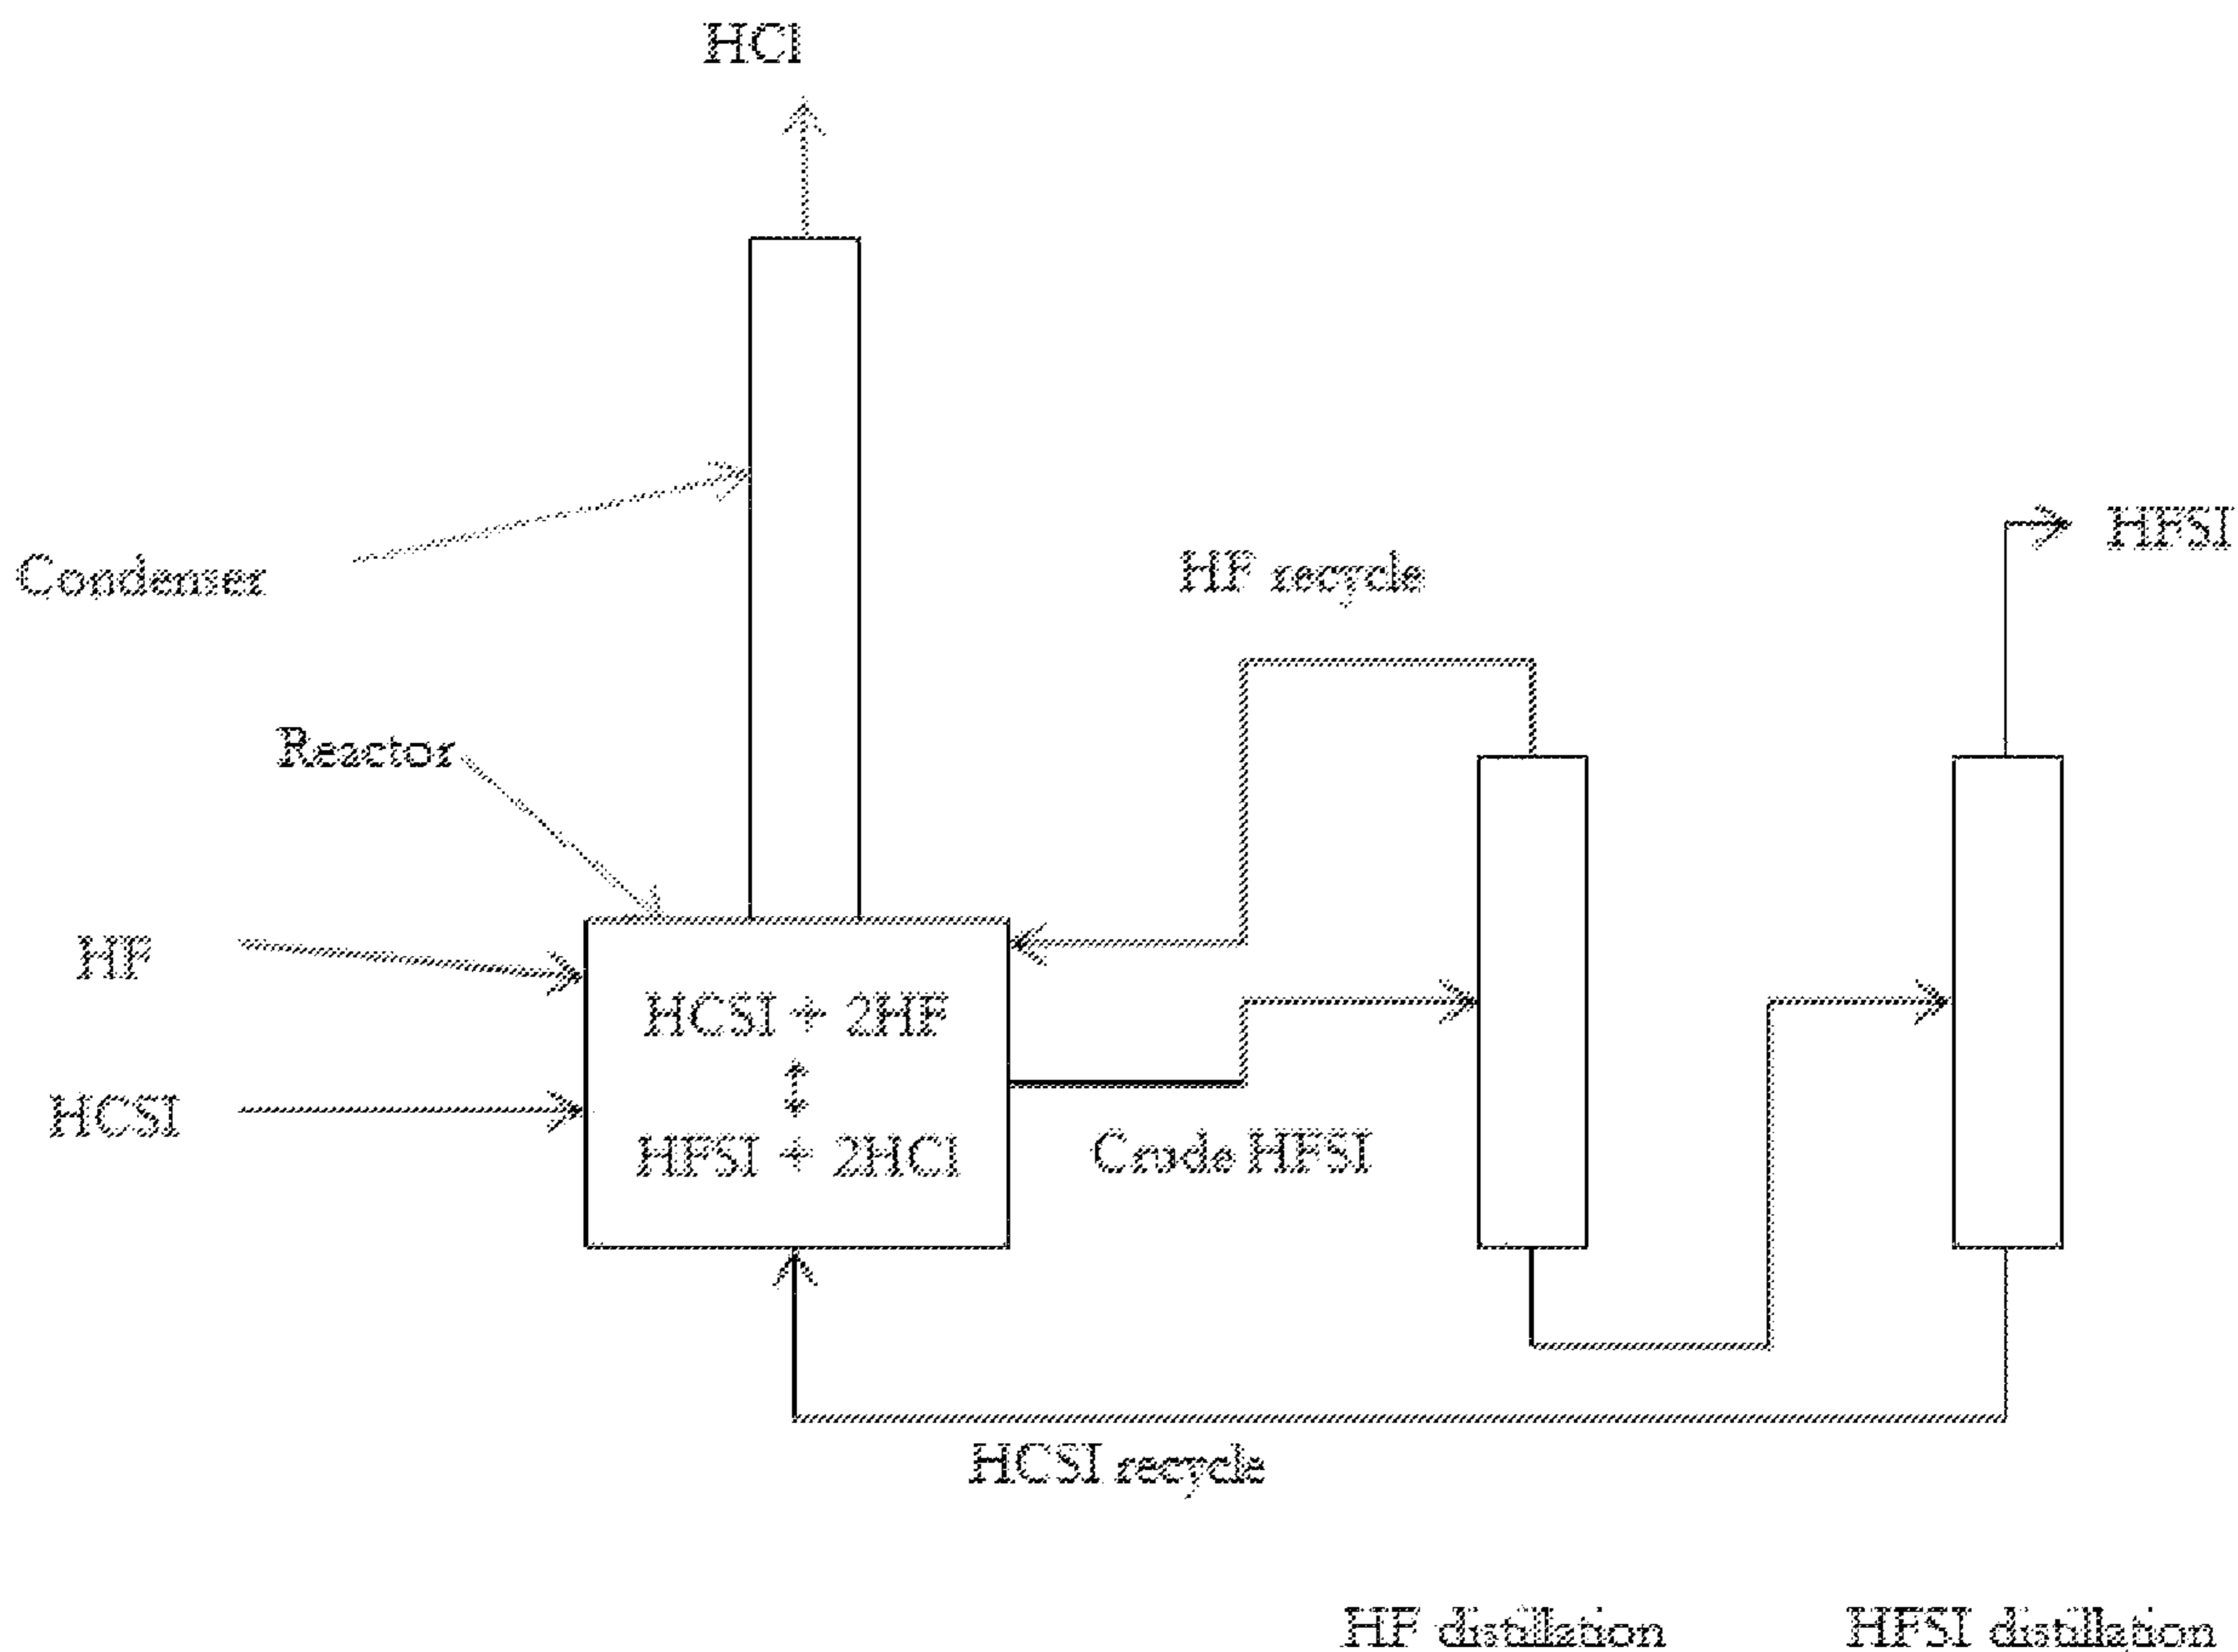 HCl
Condenser
HFSI
HF recycle
Reactor
HF
HCSI + 2HF
HCSI
HFSI + 2HCl
Crude HFSI
HCSI recycle
HF distillation
HFSI distillation